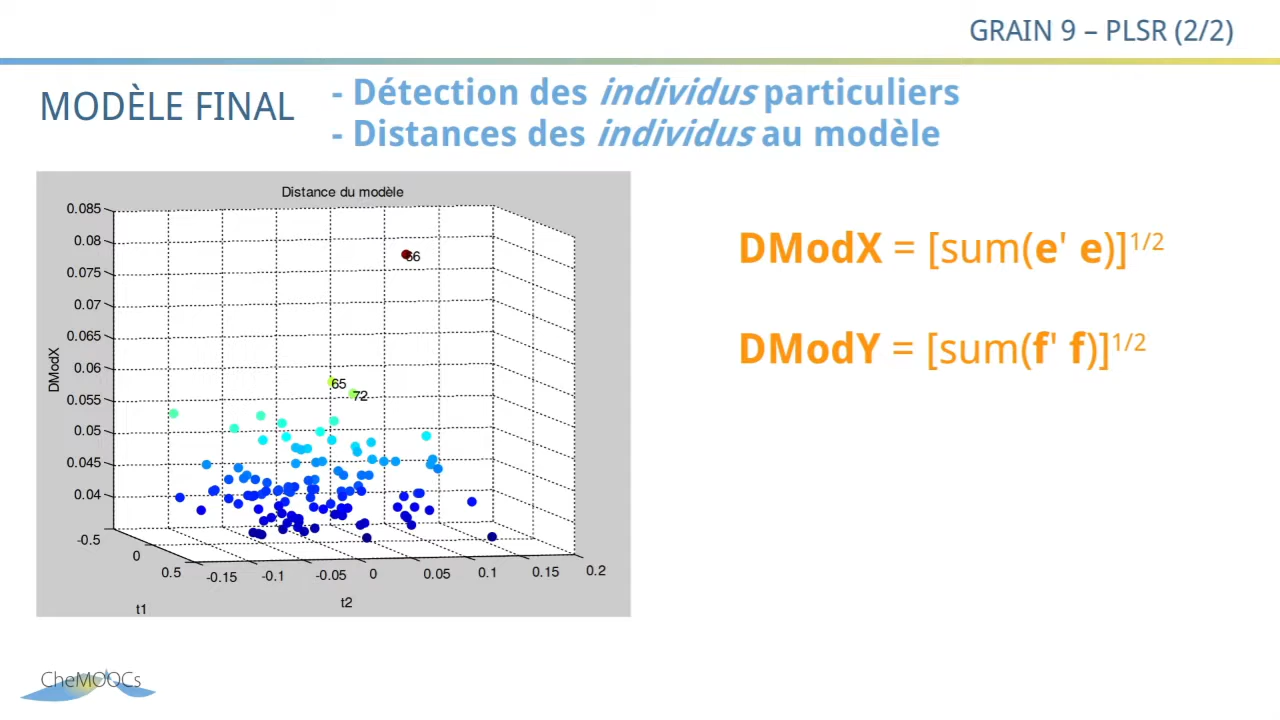 GRAIN 9 – PLSR (2/2)
MODÈLE FINAL
- Détection des individus particuliers
- Distances des individus au modèle
Distance du modèle
0.085
0.08
0.075
0.07
0.065
0.06
0.055
0.05
0.045
0.04
DModX
66
65
72
-0.5
0
0.5
t1
-0.15
-0.1
-0.05
0
0.05
0.1
0.15
0.2
t2
DModX = [sum(e' e)]1/2
DModY = [sum(f' f)]1/2
CheMOOCs